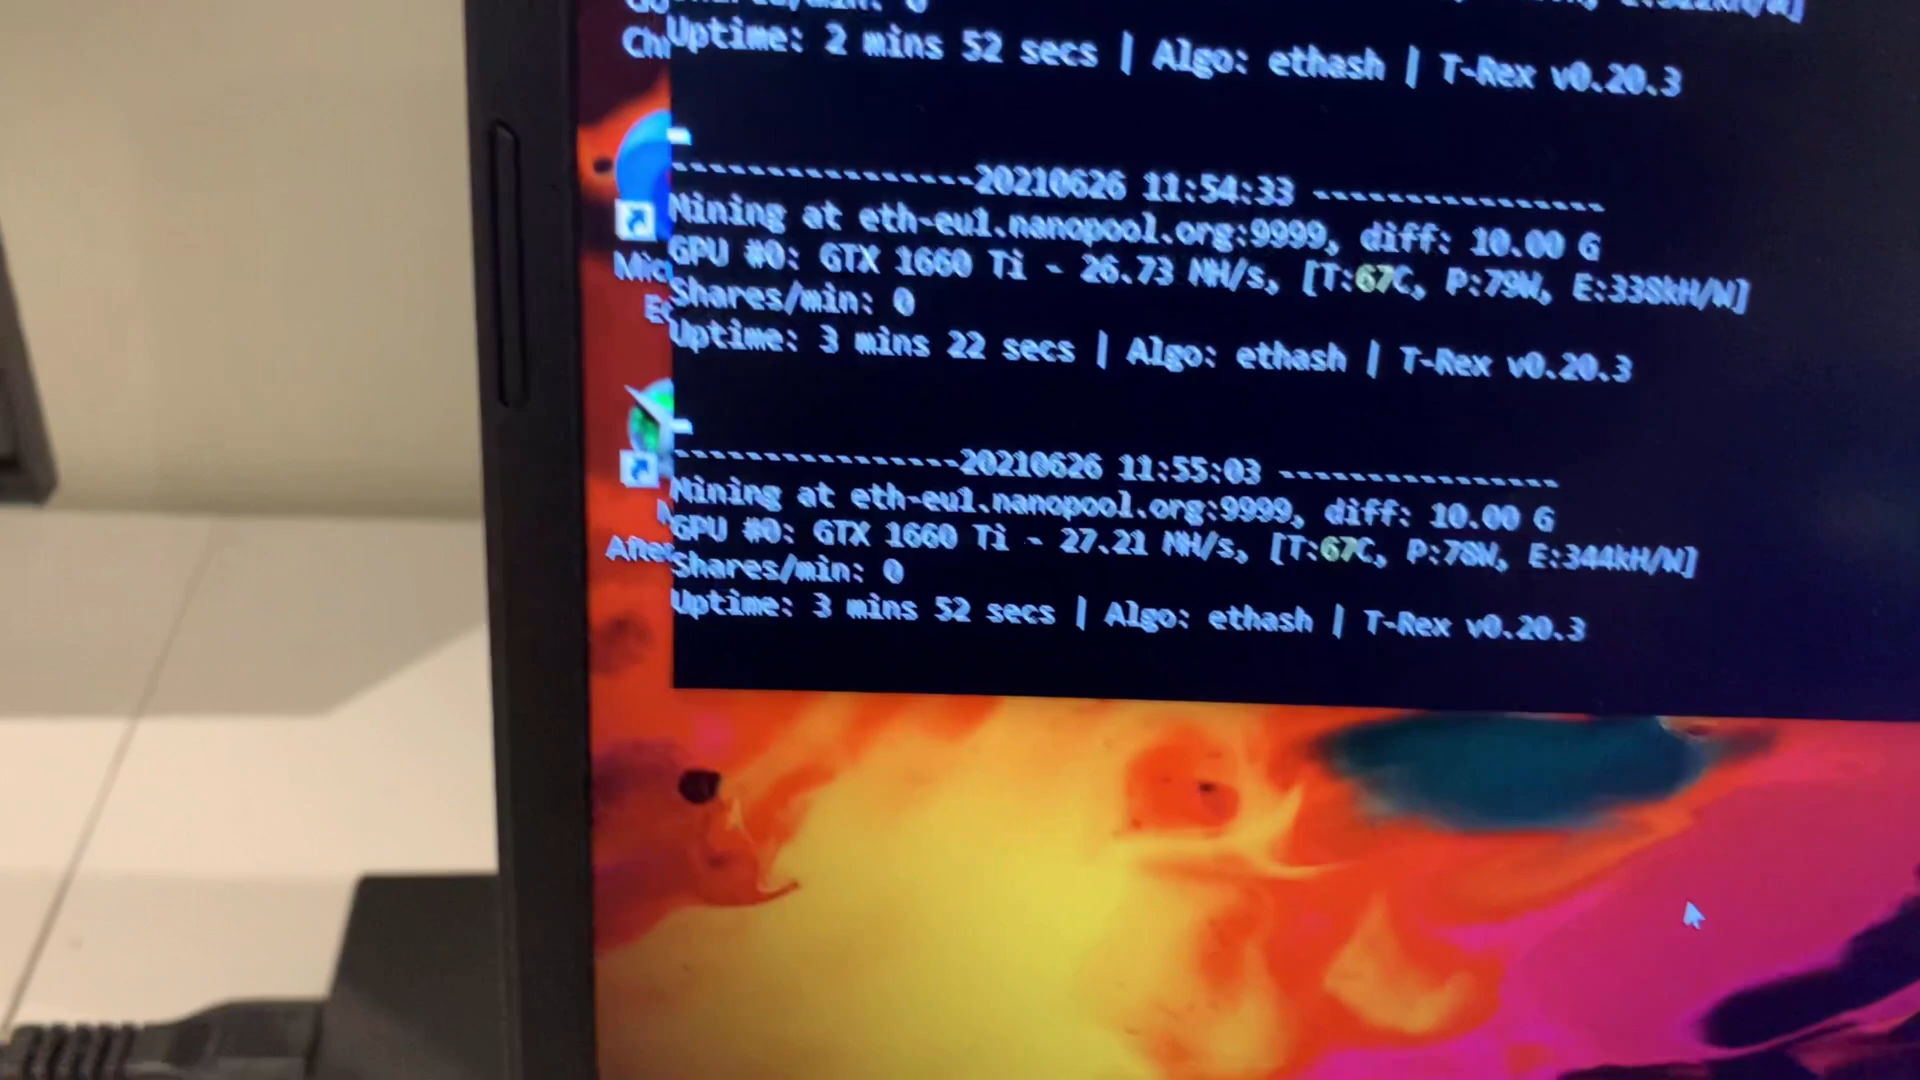 Uptime: 2 mins 52 secs | Algo: ethash | T-Rex v0.20.3
----------------20210626 11:54:33 ----------------
Mining at eth-eu1.nanopool.org:9999, diff: 10.00 G
GPU #0: GTX 1660 Ti - 26.73 MH/s, [T:67C, P:79W, E:338kH/W]
Shares/min: 0
Uptime: 3 mins 22 secs | Algo: ethash | T-Rex v0.20.3
----------------20210626 11:55:03 ----------------
Mining at eth-eu1.nanopool.org:9999, diff: 10.00 G
GPU #0: GTX 1660 Ti - 27.21 MH/s, [T:67C, P:78W, E:344kH/W]
Shares/min: 0
Uptime: 3 mins 52 secs | Algo: ethash | T-Rex v0.20.3